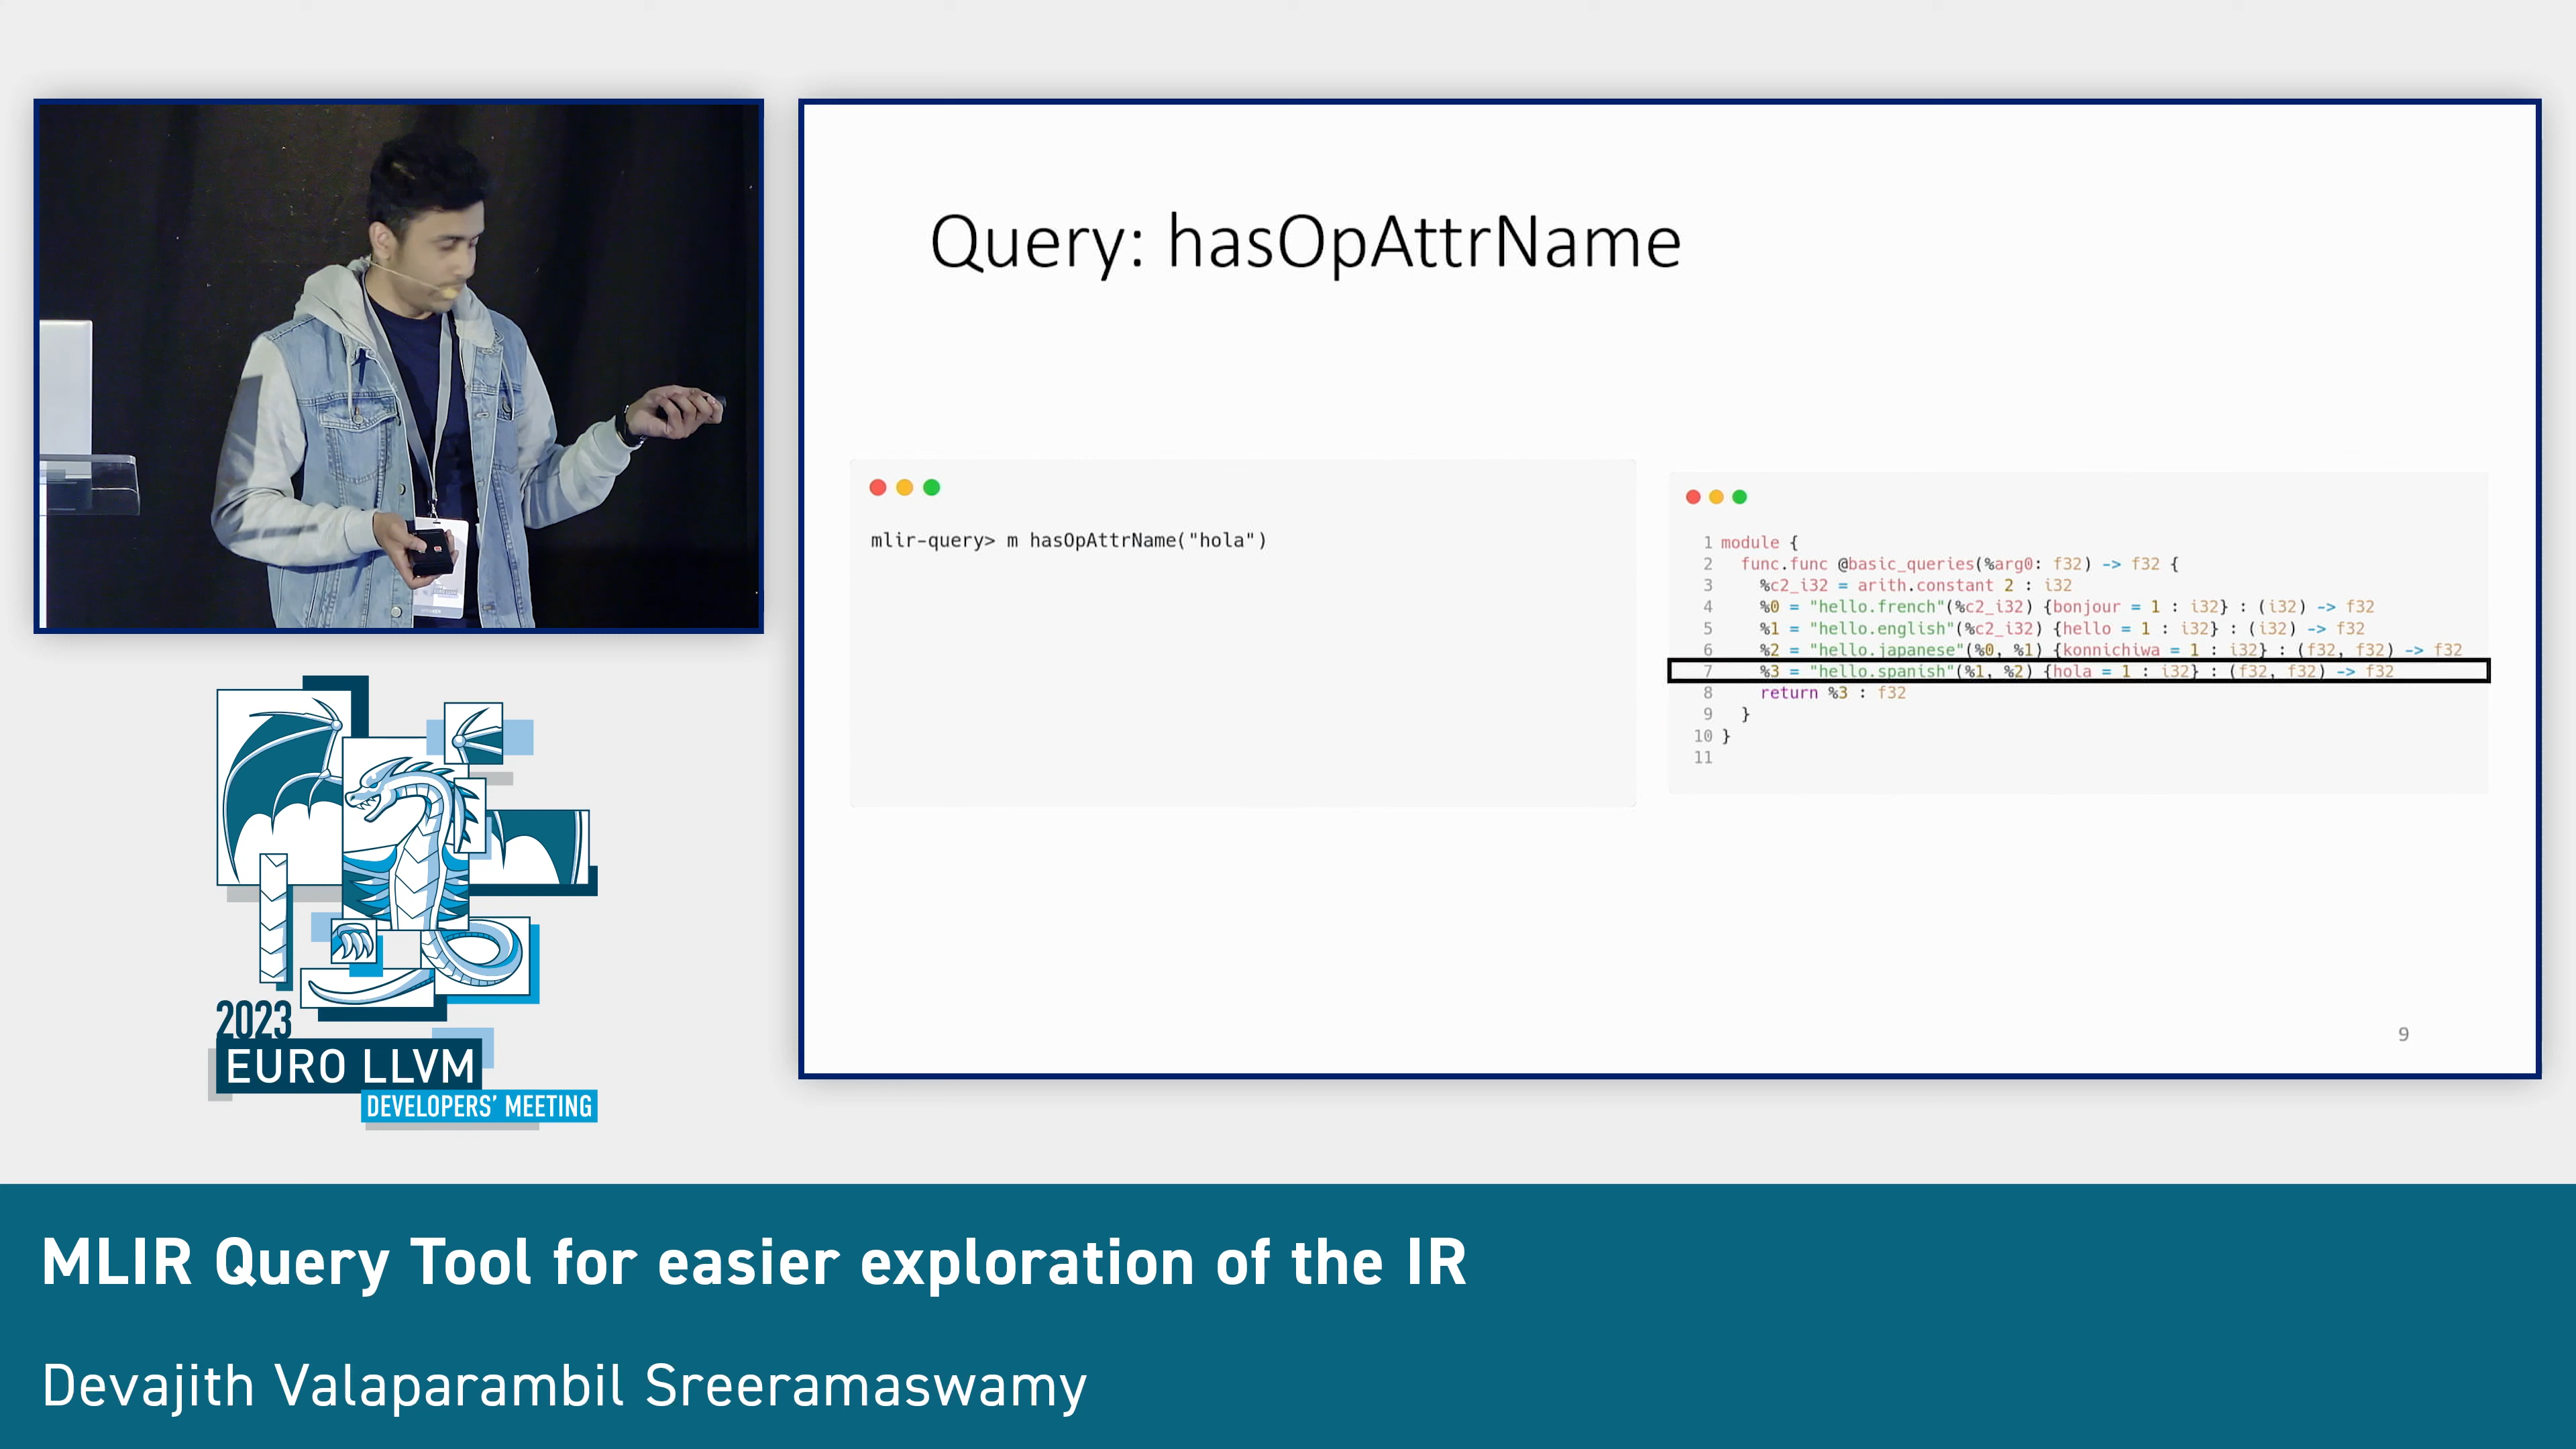 Query: hasOpAttrName
mlir-query> m hasOpAttrName("hola")
1 module {
2 func.func @basic_queries(%arg0: f32) -> f32 {
3 %c2_i32 = arith.constant 2 : i32
4 %0 = "hello.french"(%c2_i32) {bonjour = 1 : i32} : (i32) -> f32
5 %1 = "hello.english"(%c2_i32) {hello = 1 : i32} : (i32) -> f32
6 %2 = "hello.japanese"(%0, %1) {konnichiwa = 1 : i32} : (f32, f32) -> f32
7 %3 = "hello.spanish"(%1, %2) {hola = 1 : i32} : (f32, f32) -> f32
8 return %3 : f32
9 }
10 }
11
9
2023
EURO LLVM
DEVELOPERS' MEETING
MLIR Query Tool for easier exploration of the IR
Devajith Valaparambil Sreeramaswamy